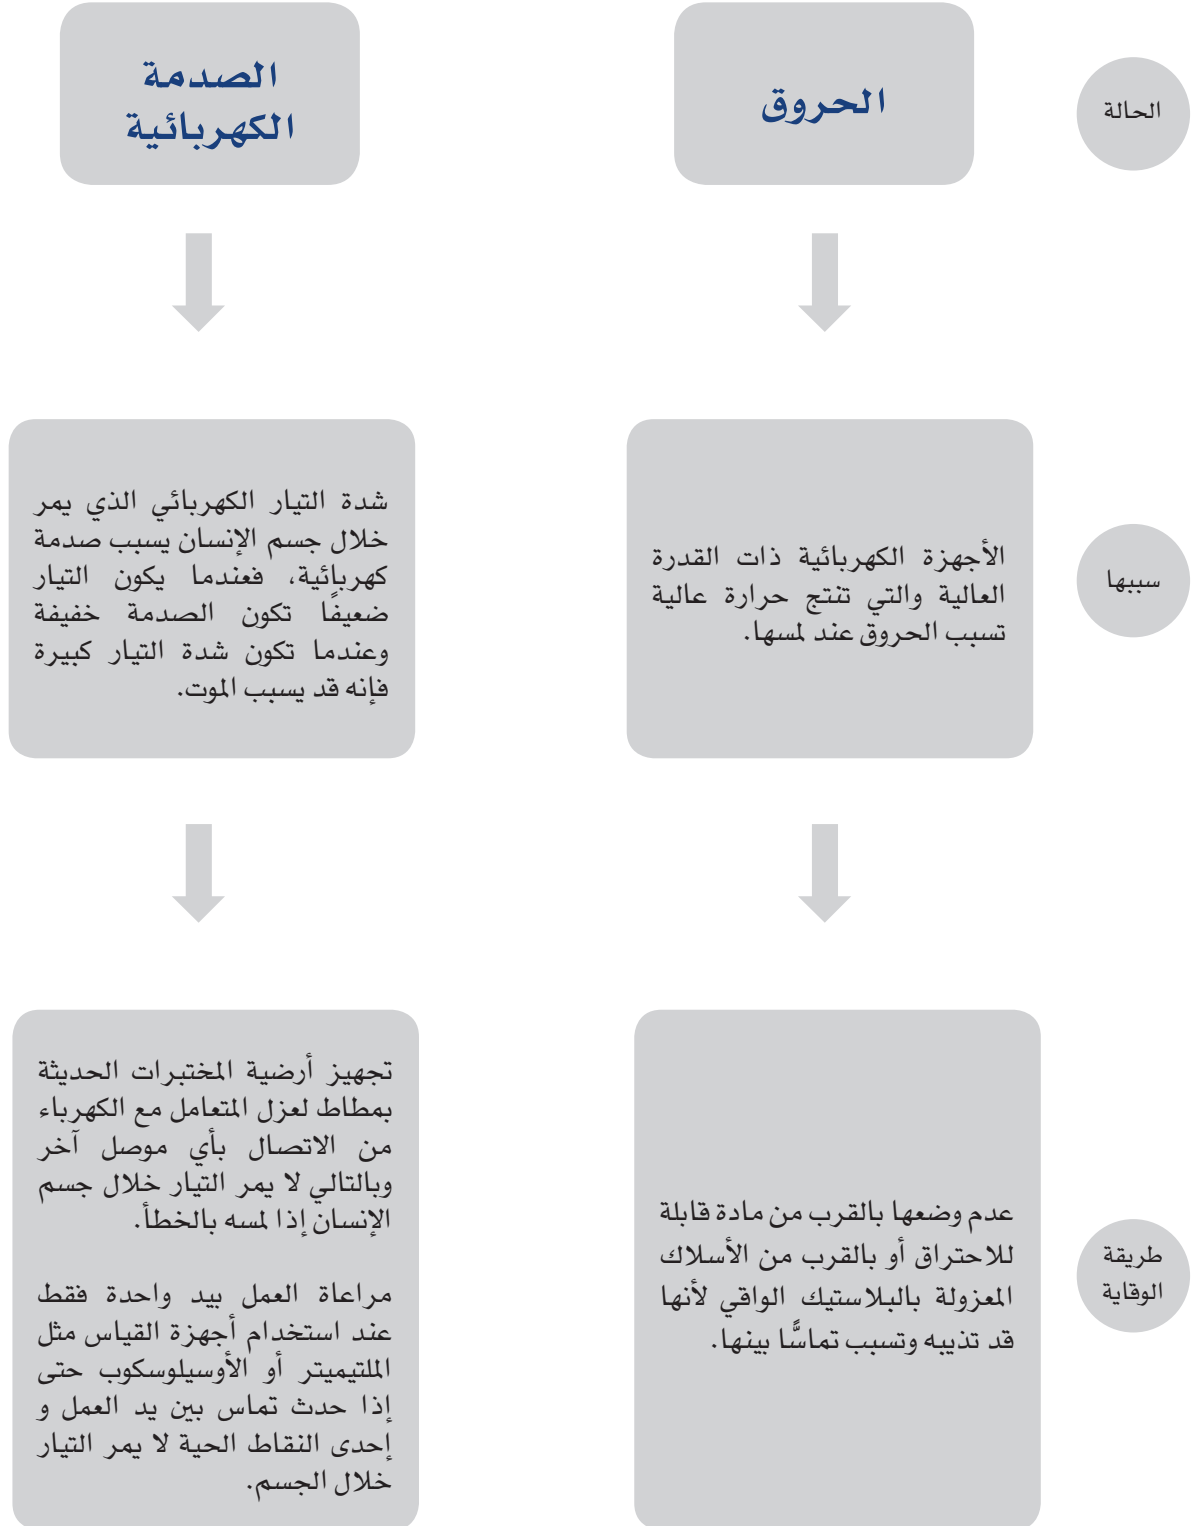 الحالة
الحروق
الصدمة
الكهربائية
سببها
الأجهزة الكهربائية ذات القدرة
العالية والتي تنتج حرارة عالية
تسبب الحروق عند لمسها.
شدة التيار الكهربائي الذي يمر
خلال جسم الإنسان يسبب صدمة
كهربائية، فعندما يكون التيار
ضعيفًا تكون الصدمة خفيفة
وعندما تكون شدة التيار كبيرة
فإنه قد يسبب الموت.
طريقة
الوقاية
عدم وضعها بالقرب من مادة قابلة
للاحتراق أو بالقرب من الأسلاك
المعزولة بالبلاستيك الواقي لأنها
قد تذيبه وتسبب تماسًّا بينها.
تجهيز أرضية المختبرات الحديثة
بمطاط لعزل المتعامل مع الكهرباء
من الاتصال بأي موصل آخر
وبالتالي لا يمر التيار خلال جسم
الإنسان إذا لمسه بالخطأ.
مراعاة العمل بيد واحدة فقط
عند استخدام أجهزة القياس مثل
الملتيميتر أو الأوسيلوسكوب حتى
إذا حدث تماس بين يد العمل و
إحدى النقاط الحية لا يمر التيار
خلال الجسم.